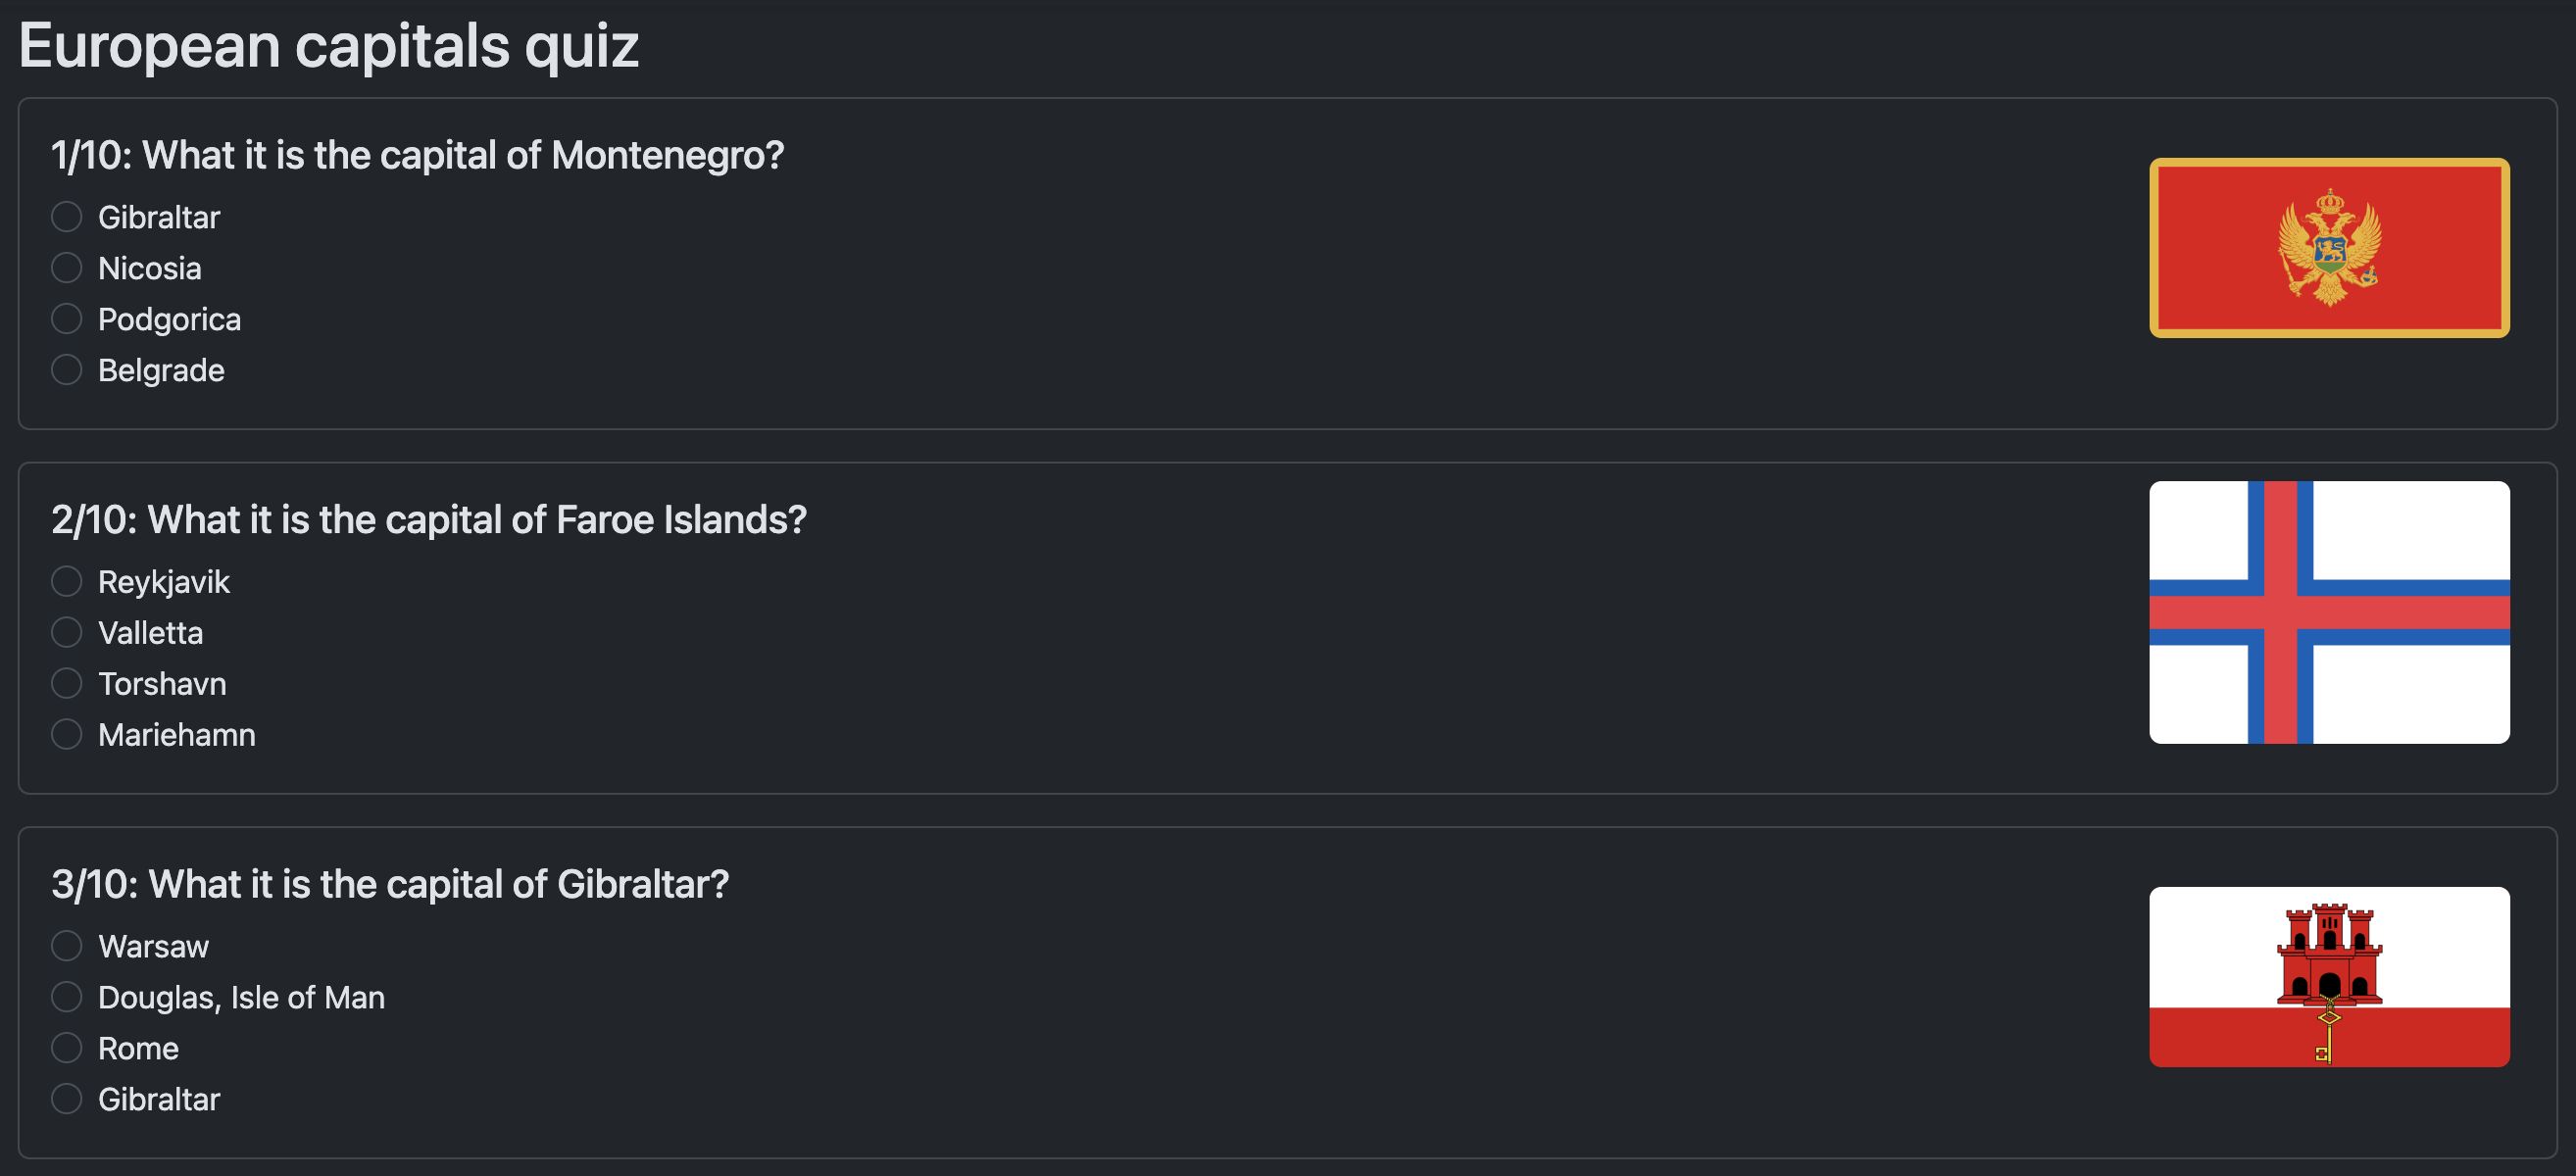 European capitals quiz
1/10: What it is the capital of Montenegro?
Gibraltar
Nicosia
Podgorica
Belgrade
2/10: What it is the capital of Faroe Islands?
Reykjavik
Valletta
Torshavn
Mariehamn
3/10: What it is the capital of Gibraltar?
Warsaw
Douglas, Isle of Man
Rome
Gibraltar